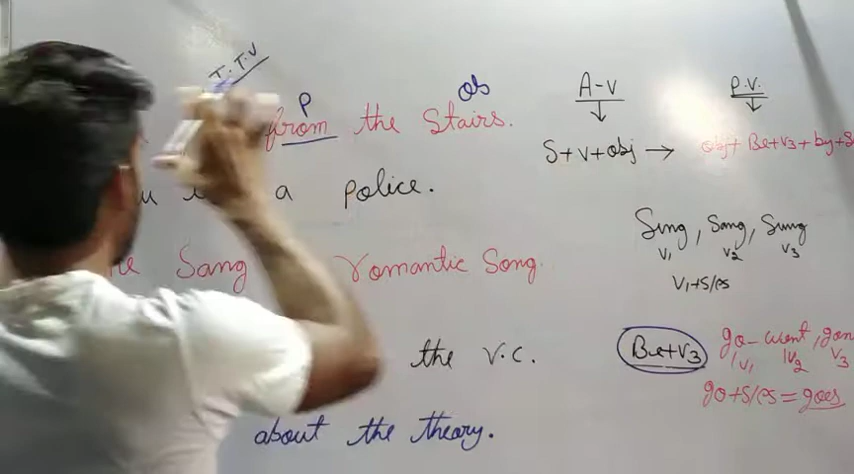 T.T.V
P ob
from the Stairs.
a police.
Sang romantic Song.
the V.C.
about the theory.
A-V
P.V.
S+V+obj → obj+ Be+V3+by+S
Sing, Sang, Sung
V1 V2 V3
V1+S/es
Be+V3
go-went, gon
V1 V2 V3
go+S/es=goes